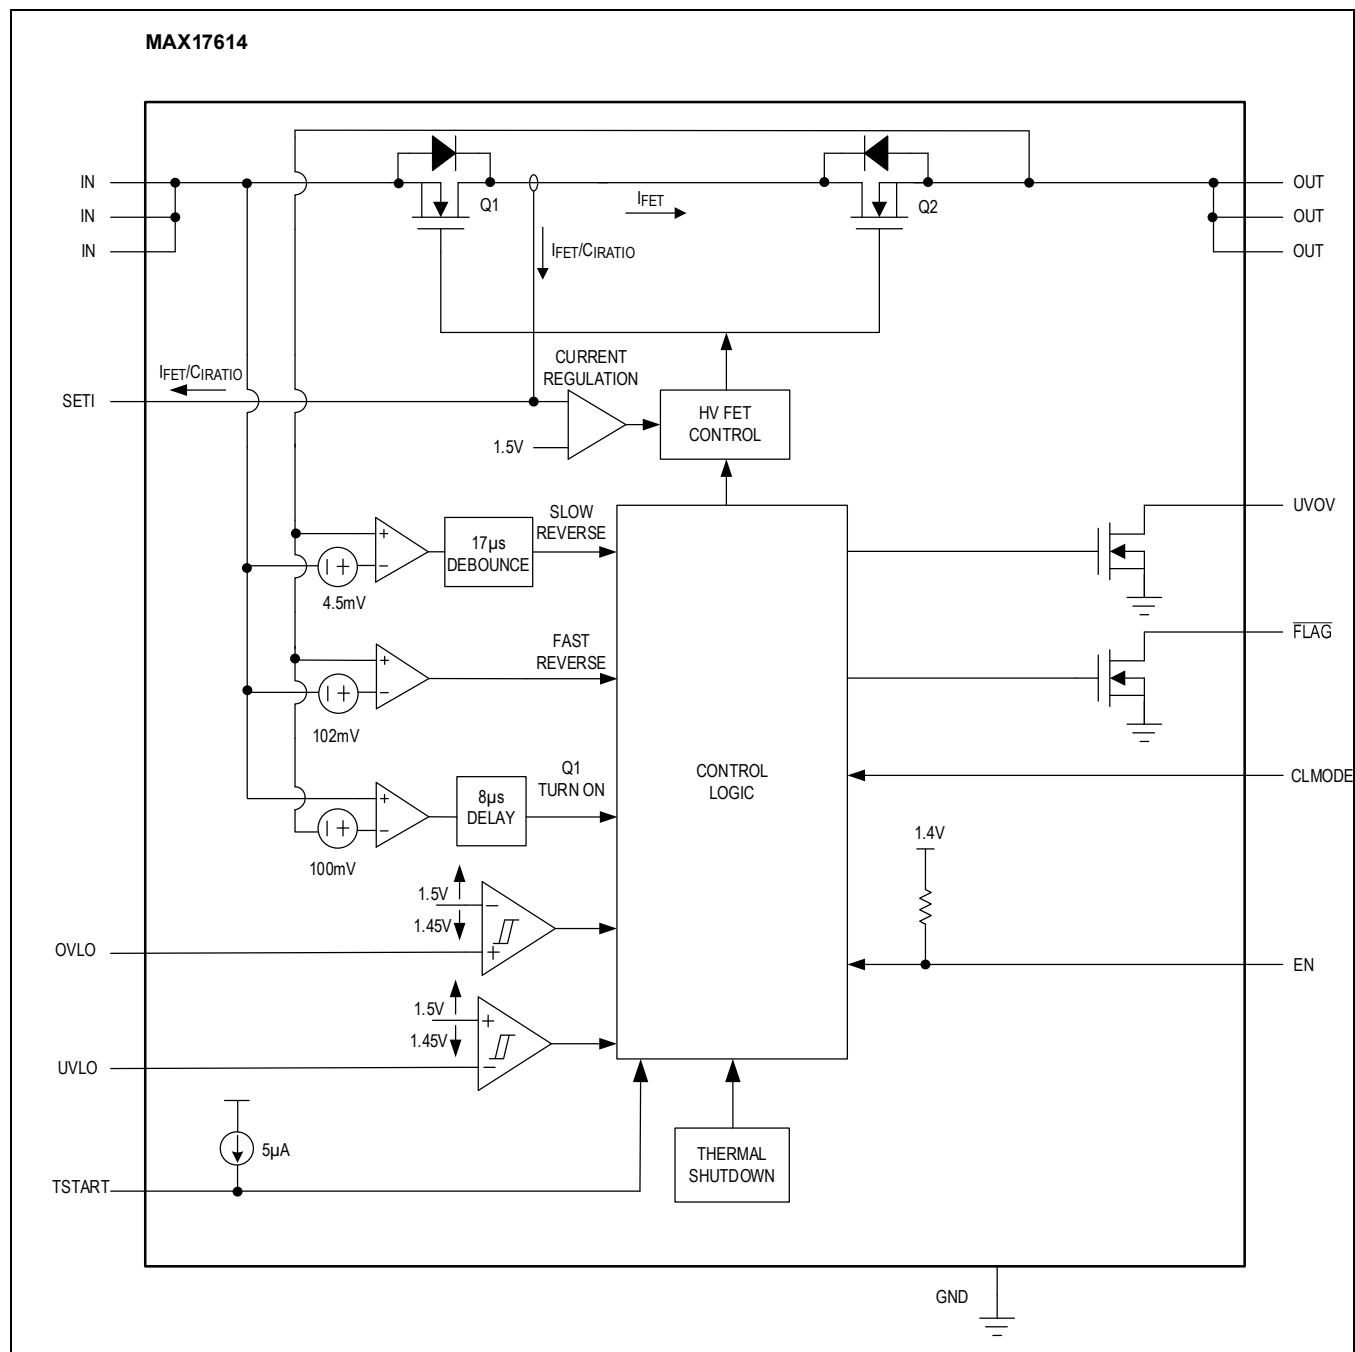 MAX17614
IN
IN
IN
Q1
IFET
Q2
OUT
OUT
OUT
IFET/CIRATIO
IFET/CIRATIO
SETI
CURRENT
REGULATION
1.5V
HV FET
CONTROL
+
−
4.5mV
17µs
DEBOUNCE
SLOW
REVERSE
UVOV
+
−
102mV
FAST
REVERSE
FLAG
+
−
100mV
8µs
DELAY
Q1
TURN ON
CONTROL
LOGIC
CLMODE
1.4V
EN
1.5V
1.45V
−
+
OVLO
1.5V
1.45V
+
−
UVLO
5µA
TSTART
THERMAL
SHUTDOWN
GND